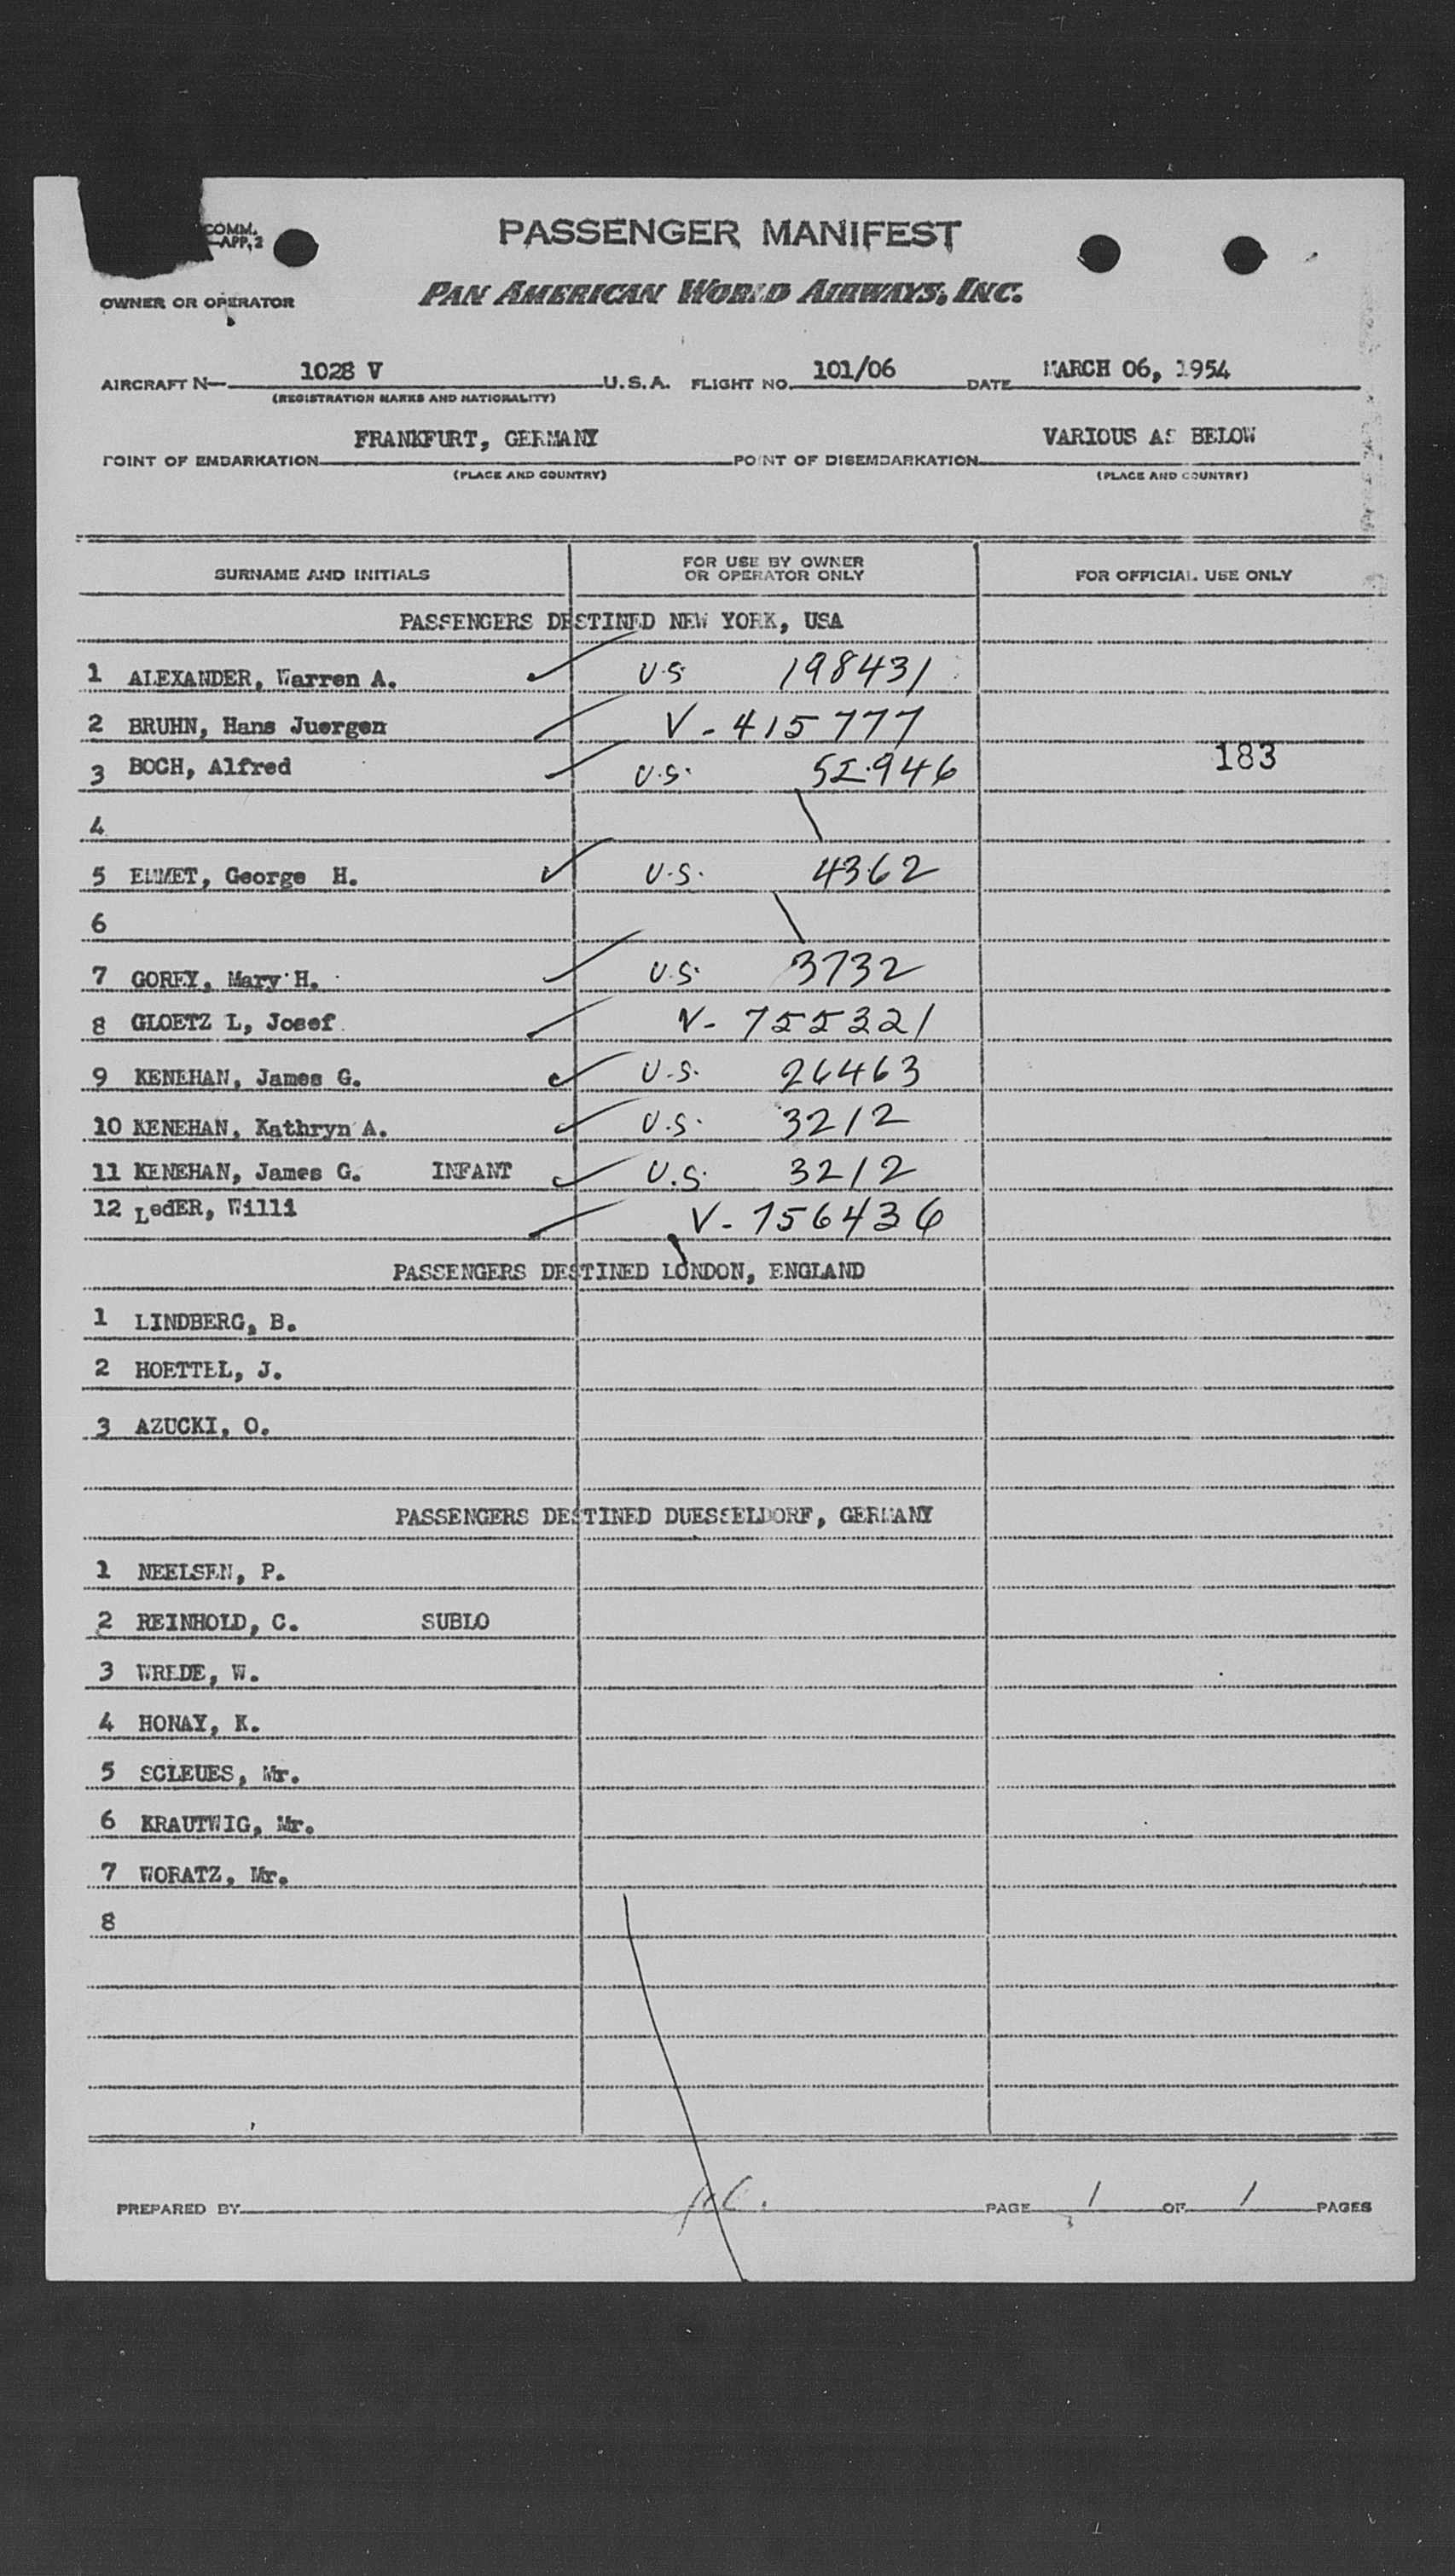 COMM.
APP. 2
PASSENGER MANIFEST
PAN AMERICAN WORLD AIRWAYS, INC.
OWNER OR OPERATOR
AIRCRAFT N— 1028 V U.S.A. FLIGHT NO. 101/06 DATE MARCH 06, 1954
(REGISTRATION MARKS AND NATIONALITY)
POINT OF EMBARKATION FRANKFURT, GERMANY POINT OF DISEMBARKATION VARIOUS AS BELOW
(PLACE AND COUNTRY) (PLACE AND COUNTRY)
SURNAME AND INITIALS FOR USE BY OWNER OR OPERATOR ONLY FOR OFFICIAL USE ONLY
PASSENGERS DESTINED NEW YORK, USA
1 ALEXANDER, Warren A. U.S 198431
2 BRUHN, Hans Juergen V - 415777
3 BOCH, Alfred U.S. 183
4
5 EMMET, George H. U.S. 4362
6
7 GOREY, Mary H. U.S. 3732
8 GLOETZ L, Josef V- 755321
9 KENEHAN, James G. U.S. 26463
10 KENEHAN, Kathryn A. U.S. 3212
11 KENEHAN, James G. INFANT U.S. 3212
12 LedER, Willi V- 756436
PASSENGERS DESTINED LONDON, ENGLAND
1 LINDBERG, B.
2 HOETTEL, J.
3 AZUCKI, O.
PASSENGERS DESTINED DUESSELDORF, GERMANY
1 NEELSEN, P.
2 REINHOLD, C. SUBLO
3 WREDE, W.
4 HONAY, K.
5 SCLEUES, Mr.
6 KRAUTWIG, Mr.
7 WORATZ, Mr.
8
PREPARED BY PAGE 1 OF 1 PAGES